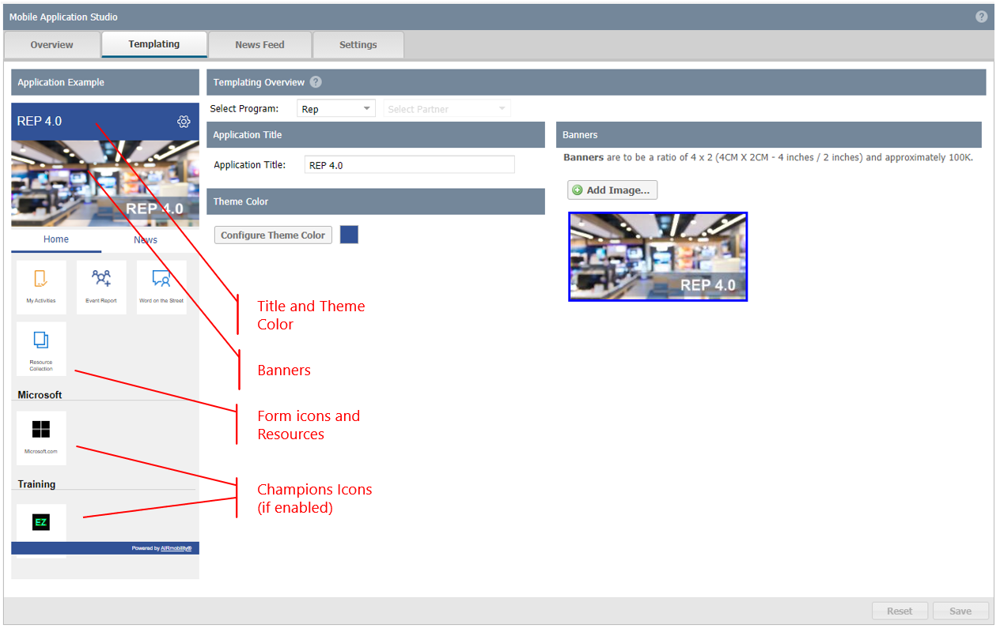 Mobile Application Studio
?
Overview
Templating
News Feed
Settings
Application Example
Templating Overview ?
Select Program:
Rep
Select Partner
REP 4.0
REP 4.0
Home
News
My Activities
Event Report
Word on the Street
Resource
Collection
Microsoft
Microsoft.com
Training
EZ
Powered by AIRmobility®
Application Title
Application Title:
REP 4.0
Theme Color
Configure Theme Color
Title and Theme
Color
Banners
Form icons and
Resources
Champions Icons
(if enabled)
Banners
Banners are to be a ratio of 4 x 2 (4CM X 2CM - 4 inches / 2 inches) and approximately 100K.
Add Image...
REP 4.0
Reset
Save